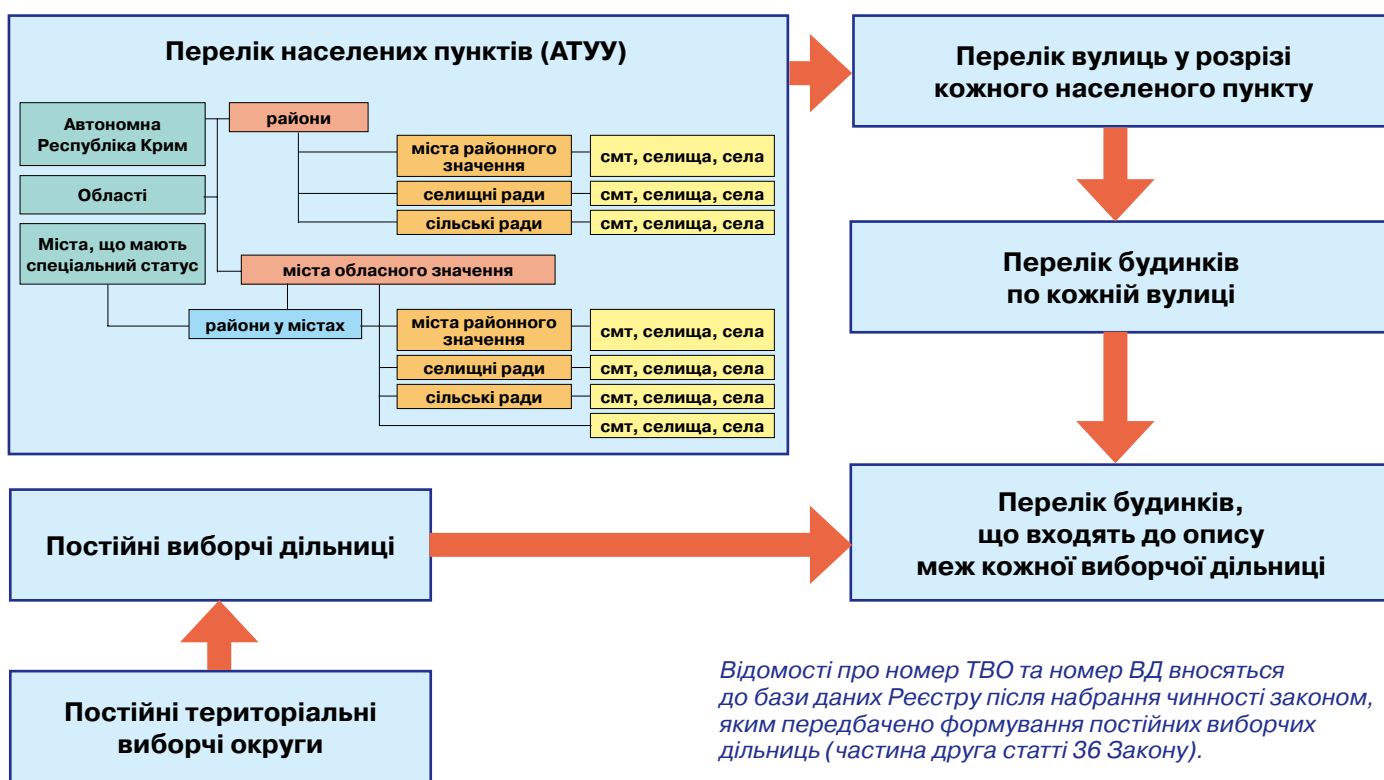 Перелік населених пунктів (АТУУ)
Автономна
Республіка Крим
Області
Міста, що мають
спеціальний статус
райони
міста районного
значення
смт, селища, села
селищні ради
смт, селища, села
сільські ради
смт, селища, села
міста обласного значення
райони у містах
міста районного
значення
смт, селища, села
селищні ради
смт, селища, села
сільські ради
смт, селища, села
смт, селища, села
Перелік вулиць у розрізі
кожного населеного пункту
Перелік будинків
по кожній вулиці
Постійні виборчі дільниці
Перелік будинків,
що входять до опису
меж кожної виборчої дільниці
Постійні територіальні
виборчі округи
Відомості про номер ТВО та номер ВД вносяться
до бази даних Реєстру після набрання чинності законом,
яким передбачено формування постійних виборчих
дільниць (частина друга статті 36 Закону).